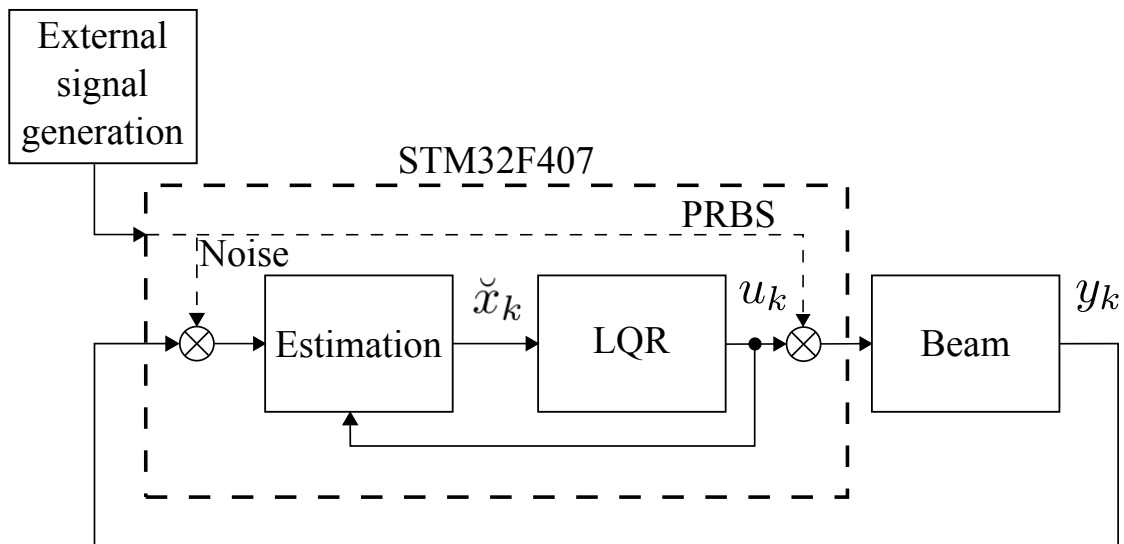 External
signal
generation
STM32F407
PRBS
Noise
Estimation
x̆ₖ
LQR
uₖ
Beam
yₖ